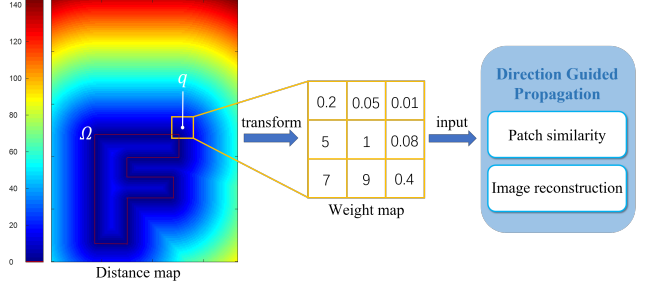 140
120
100
80
60
40
20
0
q
Ω
Distance map
transform
0.2 0.05 0.01
5 1 0.08
7 9 0.4
Weight map
input
Direction Guided
Propagation
Patch similarity
Image reconstruction